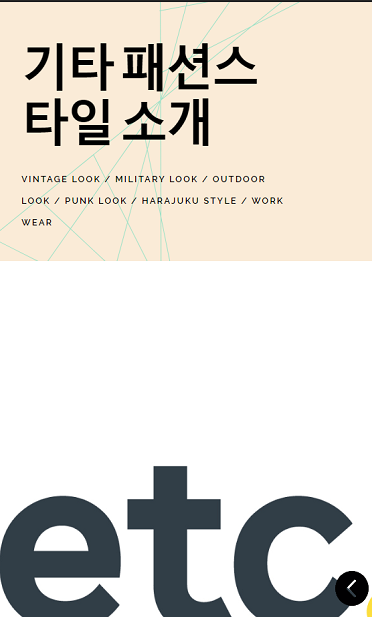 기타 패션스
타일 소개
VINTAGE LOOK / MILITARY LOOK / OUTDOOR
LOOK / PUNK LOOK / HARAJUKU STYLE / WORK
WEAR
etc